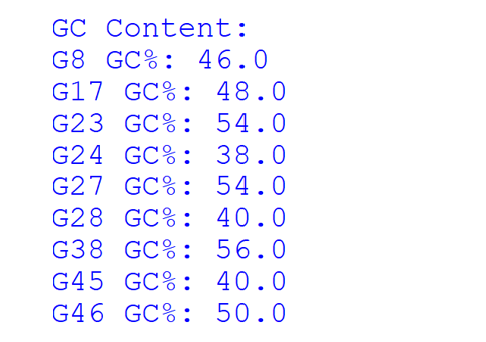 GC Content:
G8 GC%: 46.0
G17 GC%: 48.0
G23 GC%: 54.0
G24 GC%: 38.0
G27 GC%: 54.0
G28 GC%: 40.0
G38 GC%: 56.0
G45 GC%: 40.0
G46 GC%: 50.0